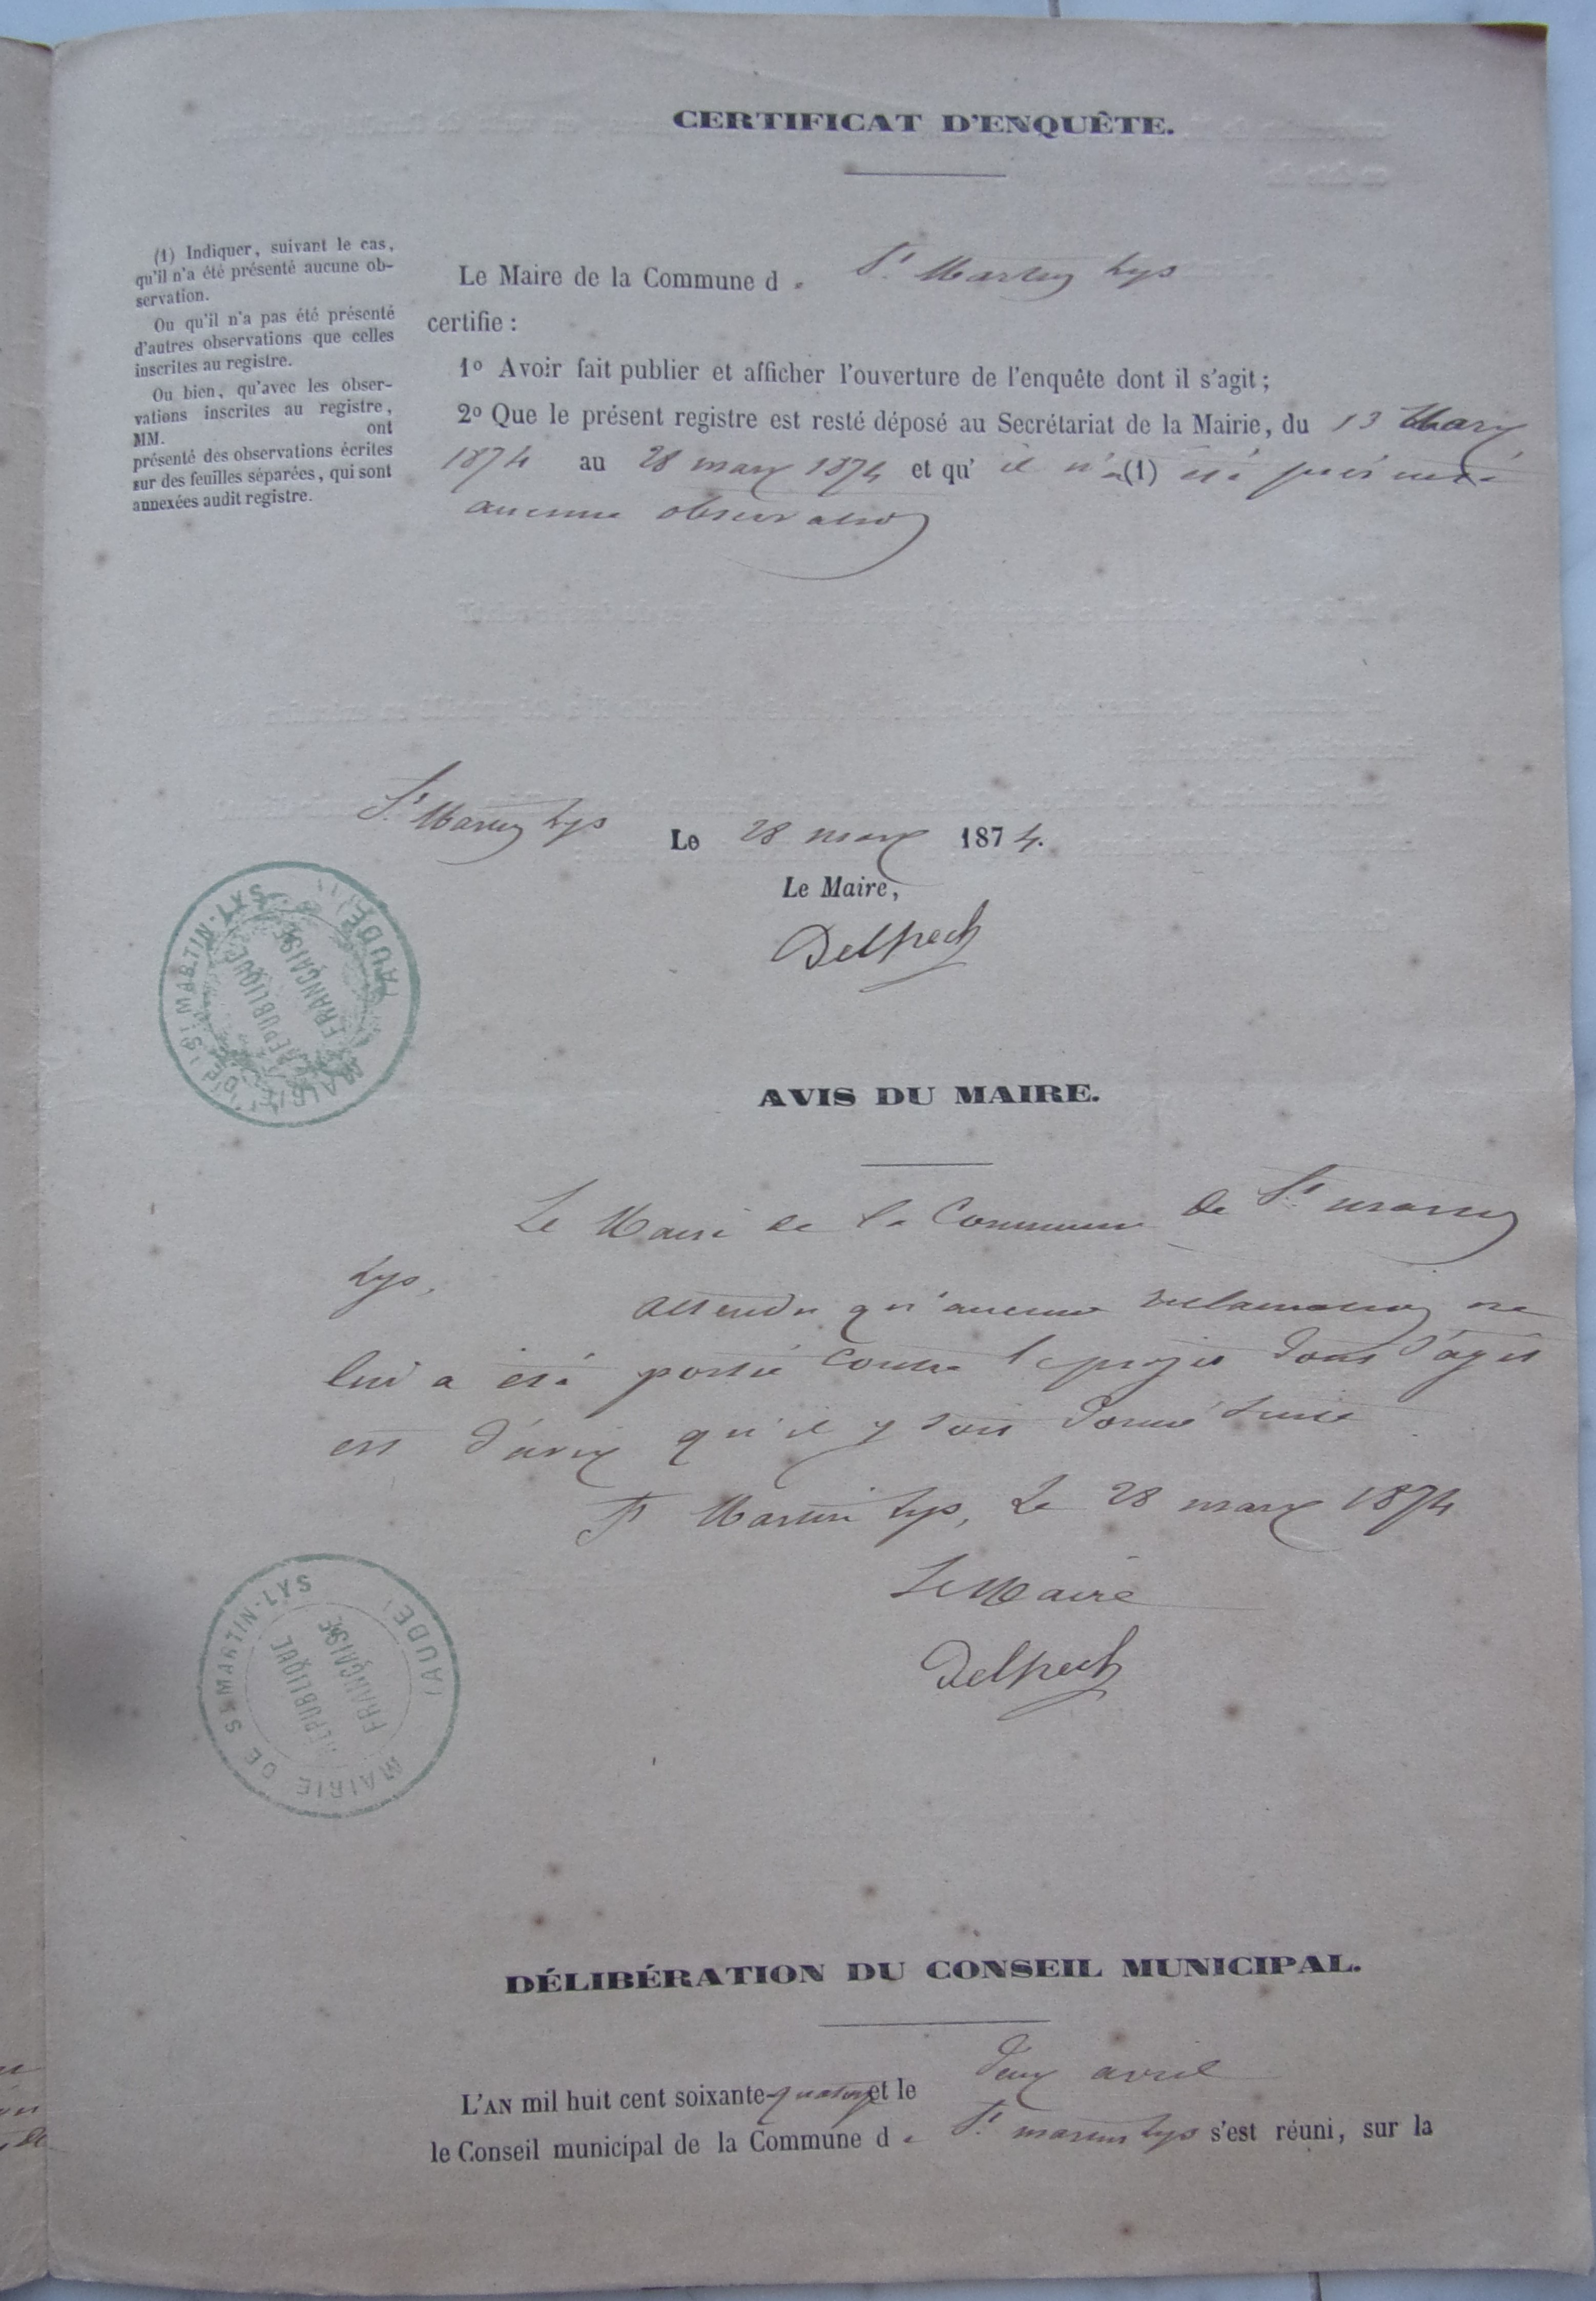 CERTIFICAT D'ENQUÊTE.
(1) Indiquer, suivant le cas,
qu'il n'a été présenté aucune ob-
servation.
Ou qu'il n'a pas été présenté
d'autres observations que celles
inscrites au registre.
Ou bien, qu'avec les obser-
vations inscrites au registre,
MM. ont
présenté des observations écrites
sur des feuilles séparées, qui sont
annexées audit registre.
Le Maire de la Commune de St Martin Lys
certifie :
1º Avoir fait publier et afficher l'ouverture de l'enquête dont il s'agit ;
2º Que le présent registre est resté déposé au Secrétariat de la Mairie, du 13 Mars
1874 au 28 mars 1874 et qu' il n'a (1) été présenté
aucune observation
St Martin Lys Le 28 mars 1874.
Le Maire,
Delpech
MAIRIE DE St MARTIN-LYS (AUDE)
RÉPUBLIQUE
FRANÇAISE
AVIS DU MAIRE.
Le Maire de la Commune de St martin
Lys,
attendu qu'aucune reclamation ne
lui a été portée contre le projet dont s'agit
est d'avis qu'il y soit donné suite
St Martin Lys, Le 28 mars 1874
Le Maire
Delpech
MAIRIE DE St MARTIN-LYS (AUDE)
RÉPUBLIQUE
FRANÇAISE
DÉLIBÉRATION DU CONSEIL MUNICIPAL.
L'AN mil huit cent soixante-quatorze et le deux avril
le Conseil municipal de la Commune de St martin Lys s'est réuni, sur la